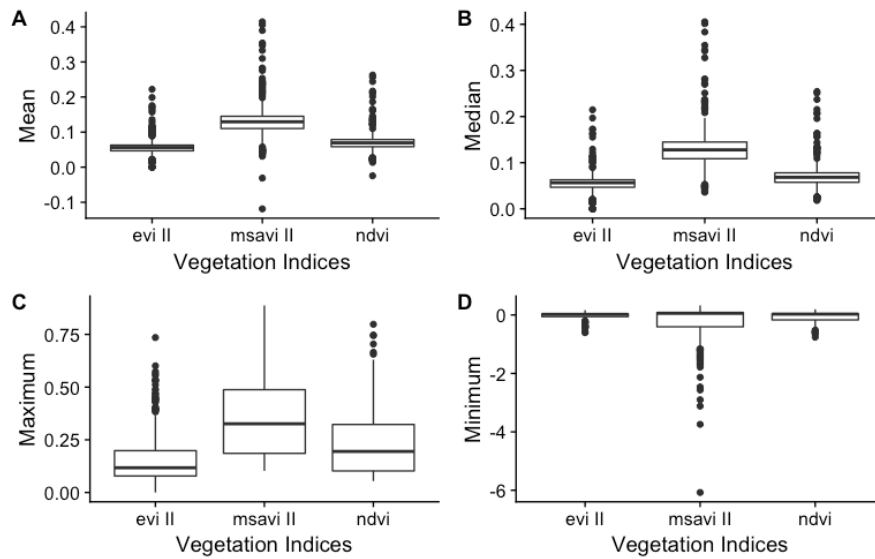 A
Mean
0.4
0.3
0.2
0.1
0.0
-0.1
evi II msavi II ndvi
Vegetation Indices
B
Median
0.4
0.3
0.2
0.1
0.0
evi II msavi II ndvi
Vegetation Indices
C
Maximum
0.75
0.50
0.25
0.00
evi II msavi II ndvi
Vegetation Indices
D
Minimum
0
-2
-4
-6
evi II msavi II ndvi
Vegetation Indices